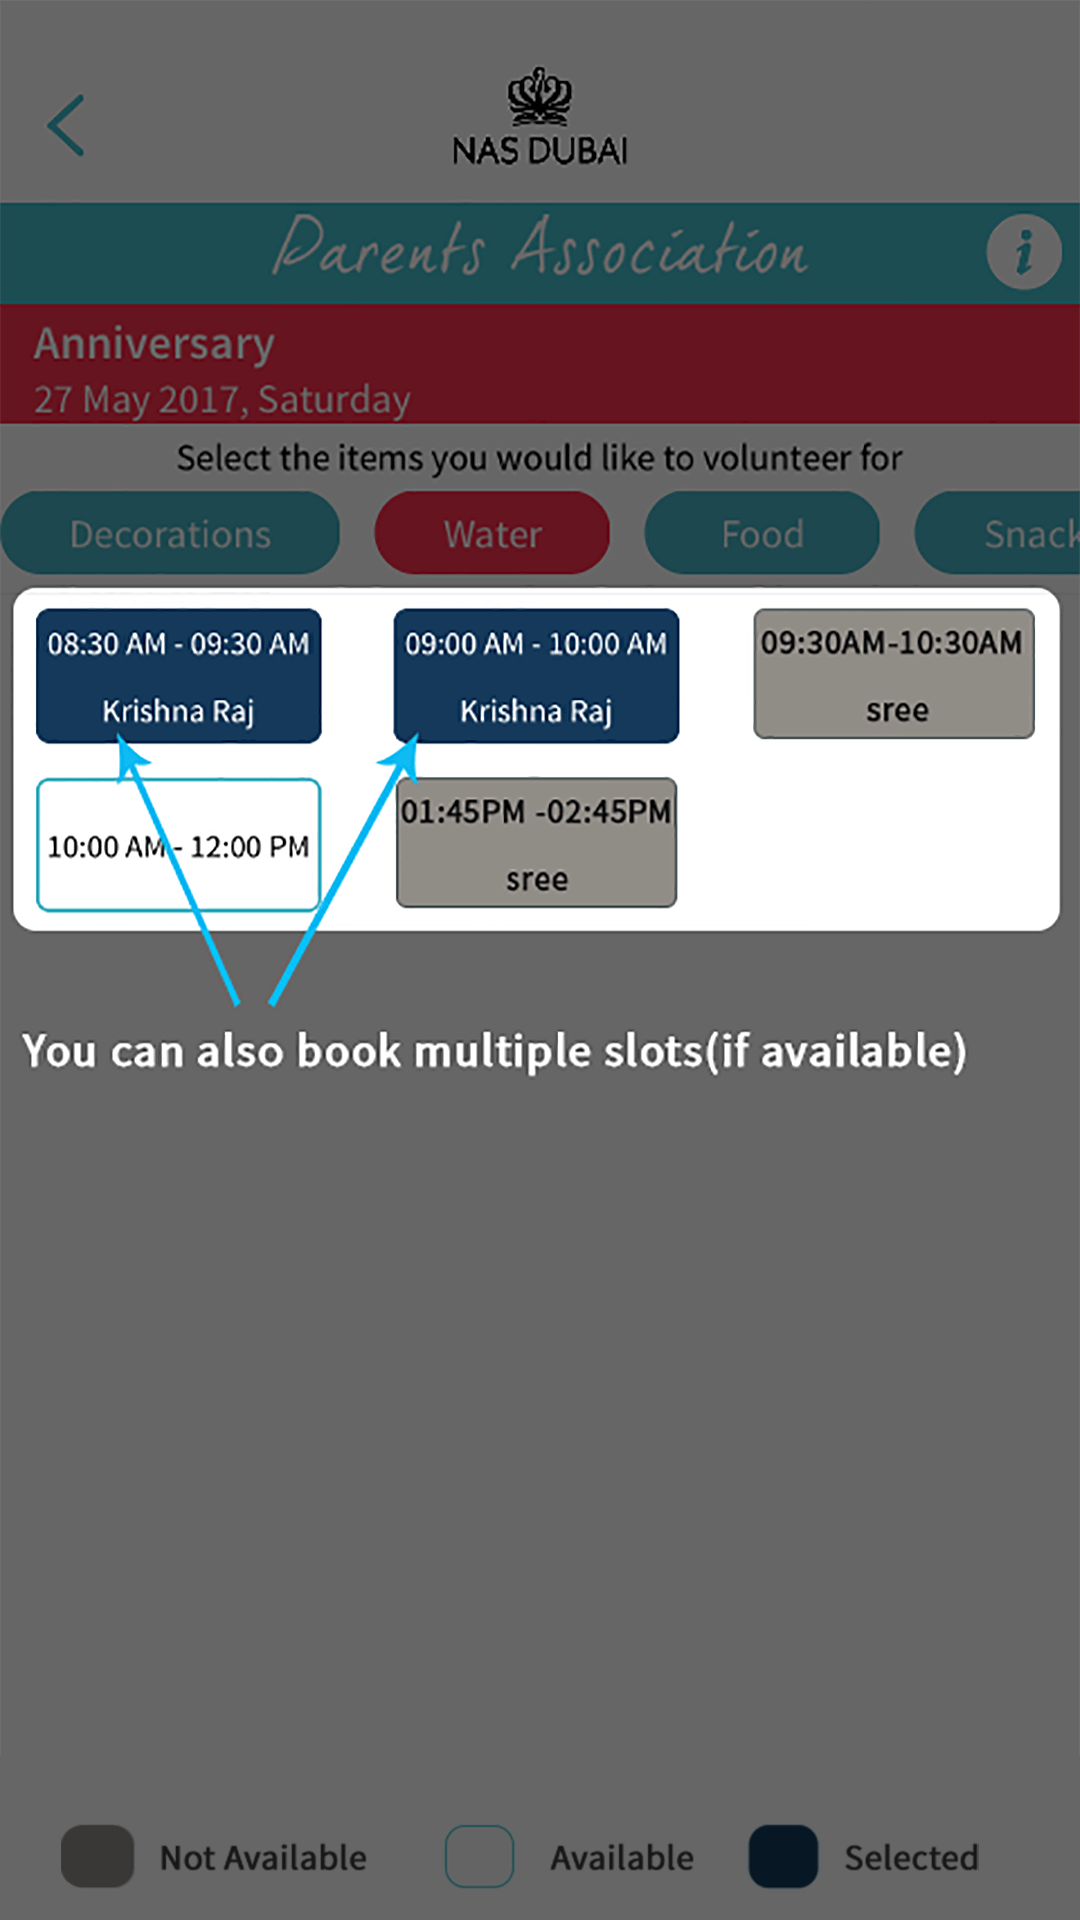 NAS DUBAI
Parents Association
i
Anniversary
27 May 2017, Saturday
Select the items you would like to volunteer for
Decorations Water Food Snack
08:30 AM - 09:30 AM 09:00 AM - 10:00 AM 09:30AM-10:30AM
Krishna Raj Krishna Raj sree
10:00 AM - 12:00 PM 01:45PM -02:45PM
sree
You can also book multiple slots(if available)
Not Available Available Selected